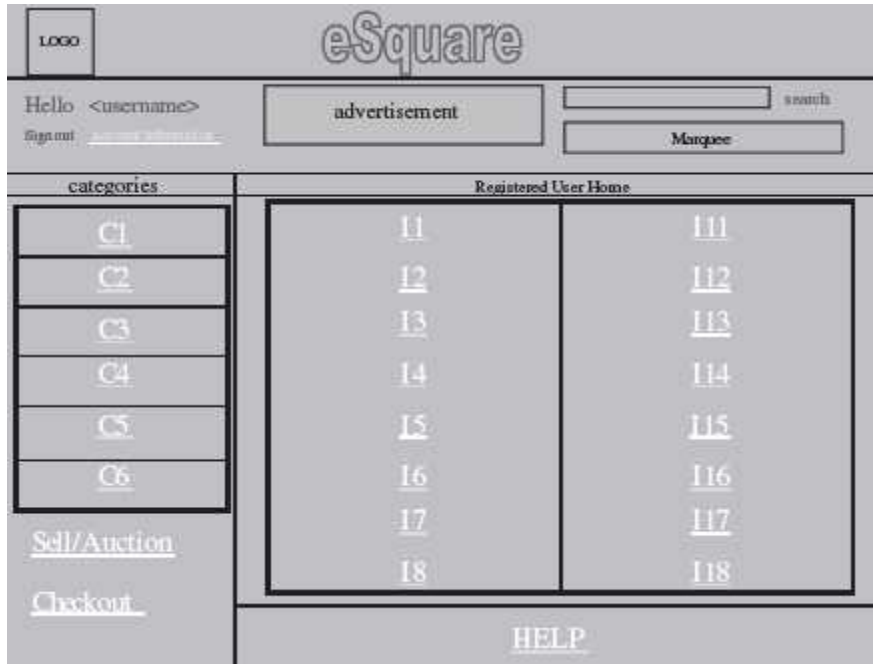 LOGO
eSquare
Hello <username>
Sign out account information
advertisement
search
Marquee
categories
Registered User Home
C1
C2
C3
C4
C5
C6
Sell/Auction
Checkout
I1
I2
I3
I4
I5
I6
I7
I8
I11
I12
I13
I14
I15
I16
I17
I18
HELP